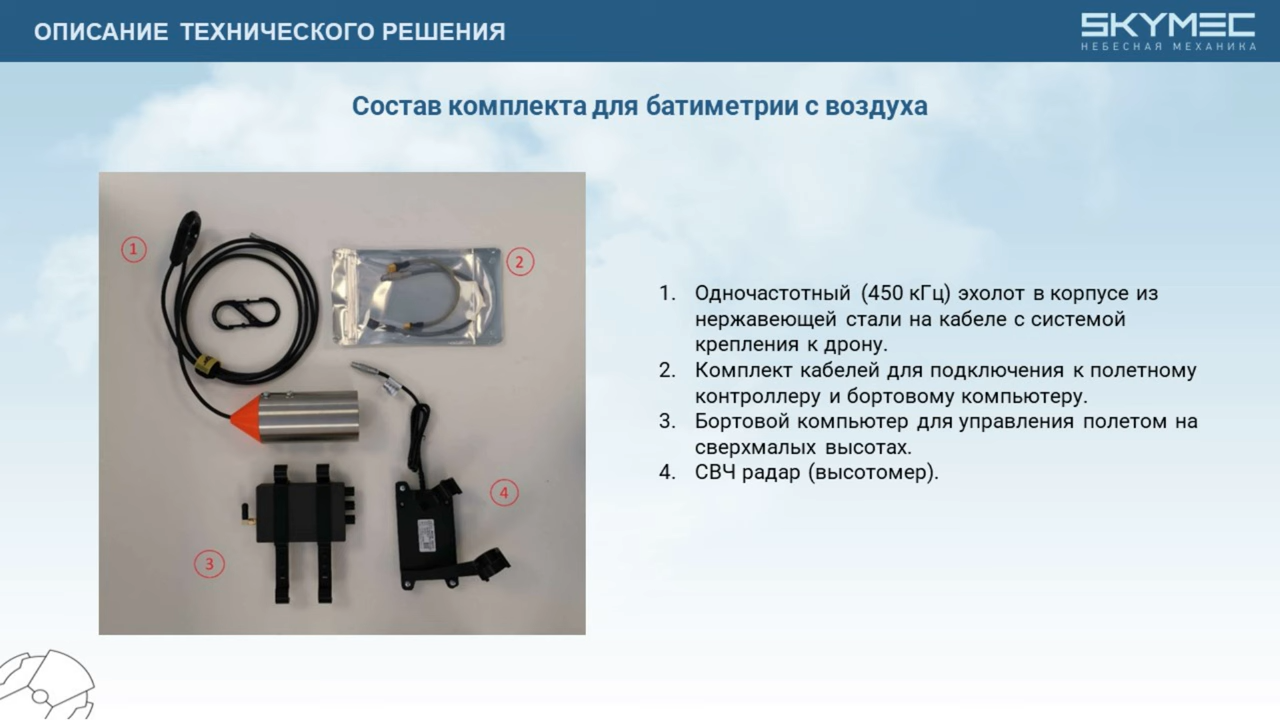 ОПИСАНИЕ ТЕХНИЧЕСКОГО РЕШЕНИЯ
SKYMEC
НЕБЕСНАЯ МЕХАНИКА
Состав комплекта для батиметрии с воздуха
1
2
3
4
1. Одночастотный (450 кГц) эхолот в корпусе из
нержавеющей стали на кабеле с системой
крепления к дрону.
2. Комплект кабелей для подключения к полетному
контроллеру и бортовому компьютеру.
3. Бортовой компьютер для управления полетом на
сверхмалых высотах.
4. СВЧ радар (высотомер).